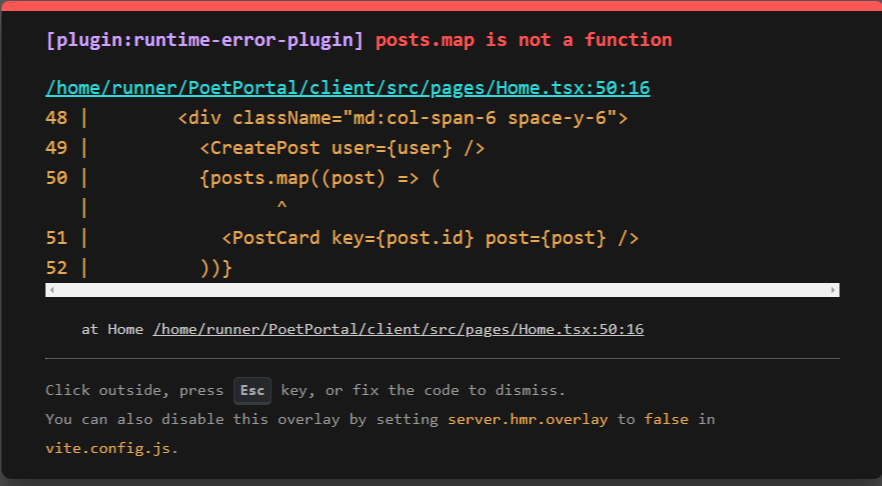 [plugin:runtime-error-plugin] posts.map is not a function
/home/runner/PoetPortal/client/src/pages/Home.tsx:50:16
48 |        <div className="md:col-span-6 space-y-6">
49 |          <CreatePost user={user} />
50 |          {posts.map((post) => (
   |                 ^
51 |            <PostCard key={post.id} post={post} />
52 |          ))}
at Home /home/runner/PoetPortal/client/src/pages/Home.tsx:50:16
Click outside, press Esc key, or fix the code to dismiss.
You can also disable this overlay by setting server.hmr.overlay to false in
vite.config.js.